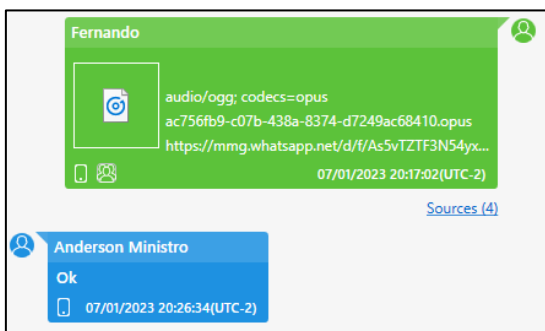 Fernando
audio/ogg; codecs=opus
ac756fb9-c07b-438a-8374-d7249ac68410.opus
https://mmg.whatsapp.net/d/f/As5vTZTF3N54yx...
07/01/2023 20:17:02(UTC-2)
Sources (4)
Anderson Ministro
Ok
07/01/2023 20:26:34(UTC-2)